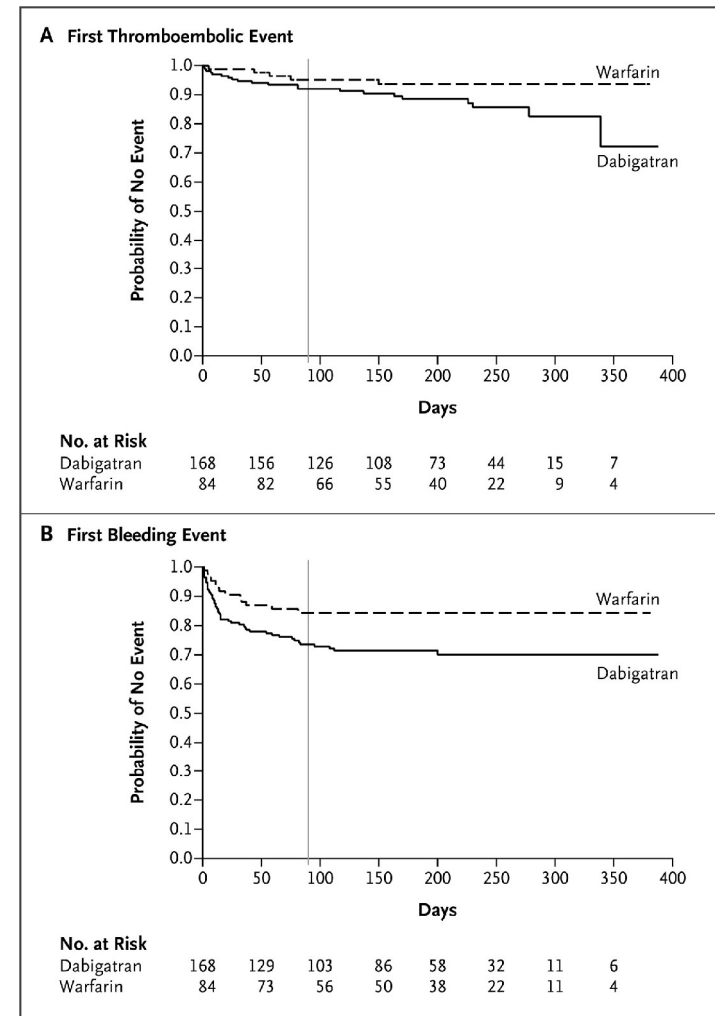 A First Thromboembolic Event
1.0
0.9
0.8
0.7
0.6
0.5
0.4
0.3
0.2
0.1
0.0
Probability of No Event
Warfarin
Dabigatran
0 50 100 150 200 250 300 350 400
Days
No. at Risk
Dabigatran 168 156 126 108 73 44 15 7
Warfarin 84 82 66 55 40 22 9 4
B First Bleeding Event
1.0
0.9
0.8
0.7
0.6
0.5
0.4
0.3
0.2
0.1
0.0
Probability of No Event
Warfarin
Dabigatran
0 50 100 150 200 250 300 350 400
Days
No. at Risk
Dabigatran 168 129 103 86 58 32 11 6
Warfarin 84 73 56 50 38 22 11 4